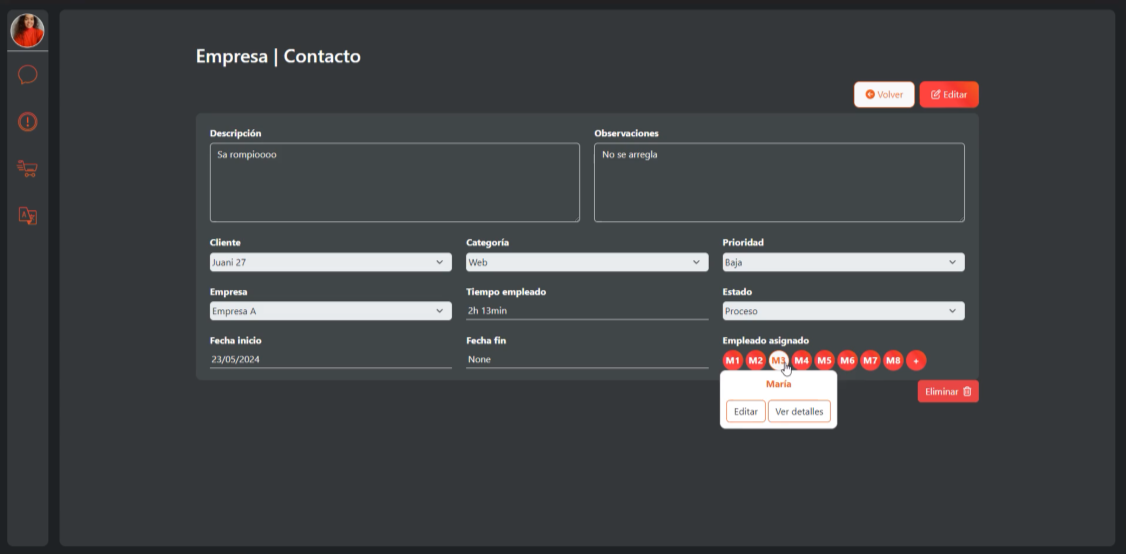 Empresa | Contacto
Volver
Editar
Descripción
Observaciones
Sa rompioooo
No se arregla
Cliente
Categoría
Prioridad
Juani 27
Web
Baja
Empresa
Tiempo empleado
Estado
Empresa A
2h 13min
Proceso
Fecha inicio
Fecha fin
Empleado asignado
23/05/2024
None
M1 M2 M3 M4 M5 M6 M7 M8 +
María
Eliminar
Editar
Ver detalles